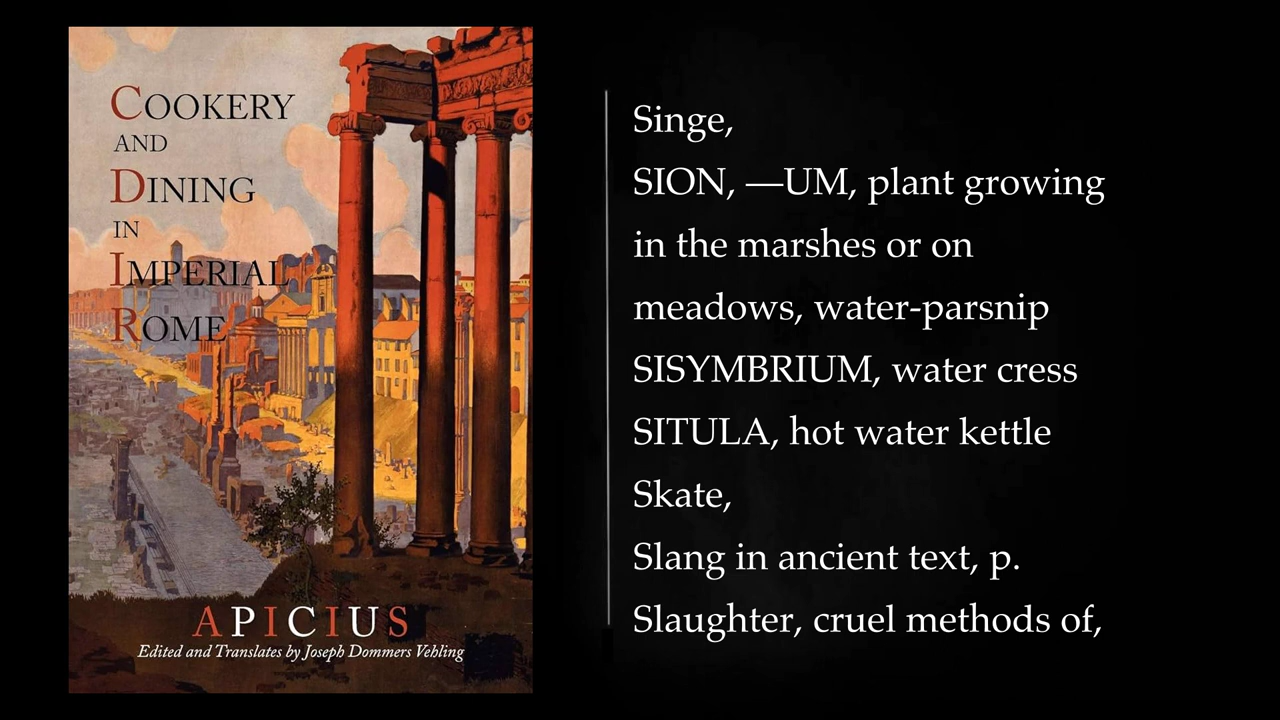 COOKERY
AND
DINING
IN
IMPERIAL
ROME
APICIUS
Edited and Translates by Joseph Dommers Vehling
Singe,
SION, —UM, plant growing
in the marshes or on
meadows, water-parsnip
SISYMBRIUM, water cress
SITULA, hot water kettle
Skate,
Slang in ancient text, p.
Slaughter, cruel methods of,